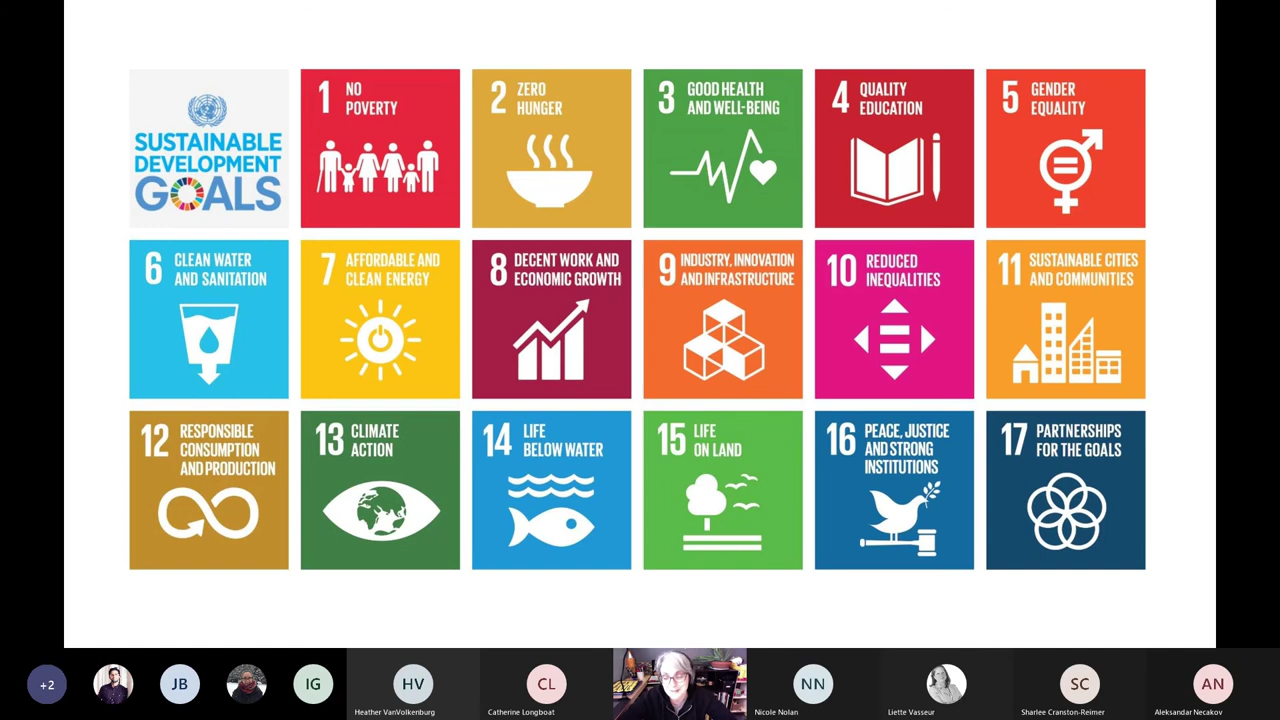 SUSTAINABLE
DEVELOPMENT
GOALS
1 NO
POVERTY
2 ZERO
HUNGER
3 GOOD HEALTH
AND WELL-BEING
4 QUALITY
EDUCATION
5 GENDER
EQUALITY
6 CLEAN WATER
AND SANITATION
7 AFFORDABLE AND
CLEAN ENERGY
8 DECENT WORK AND
ECONOMIC GROWTH
9 INDUSTRY, INNOVATION
AND INFRASTRUCTURE
10 REDUCED
INEQUALITIES
11 SUSTAINABLE CITIES
AND COMMUNITIES
12 RESPONSIBLE
CONSUMPTION
AND PRODUCTION
13 CLIMATE
ACTION
14 LIFE
BELOW WATER
15 LIFE
ON LAND
16 PEACE, JUSTICE
AND STRONG
INSTITUTIONS
17 PARTNERSHIPS
FOR THE GOALS
+2
JB
IG
HV
Heather VanVolkenburg
CL
Catherine Longboat
NN
Nicole Nolan
Liette Vasseur
SC
Sharlee Cranston-Reimer
AN
Aleksandar Necakov